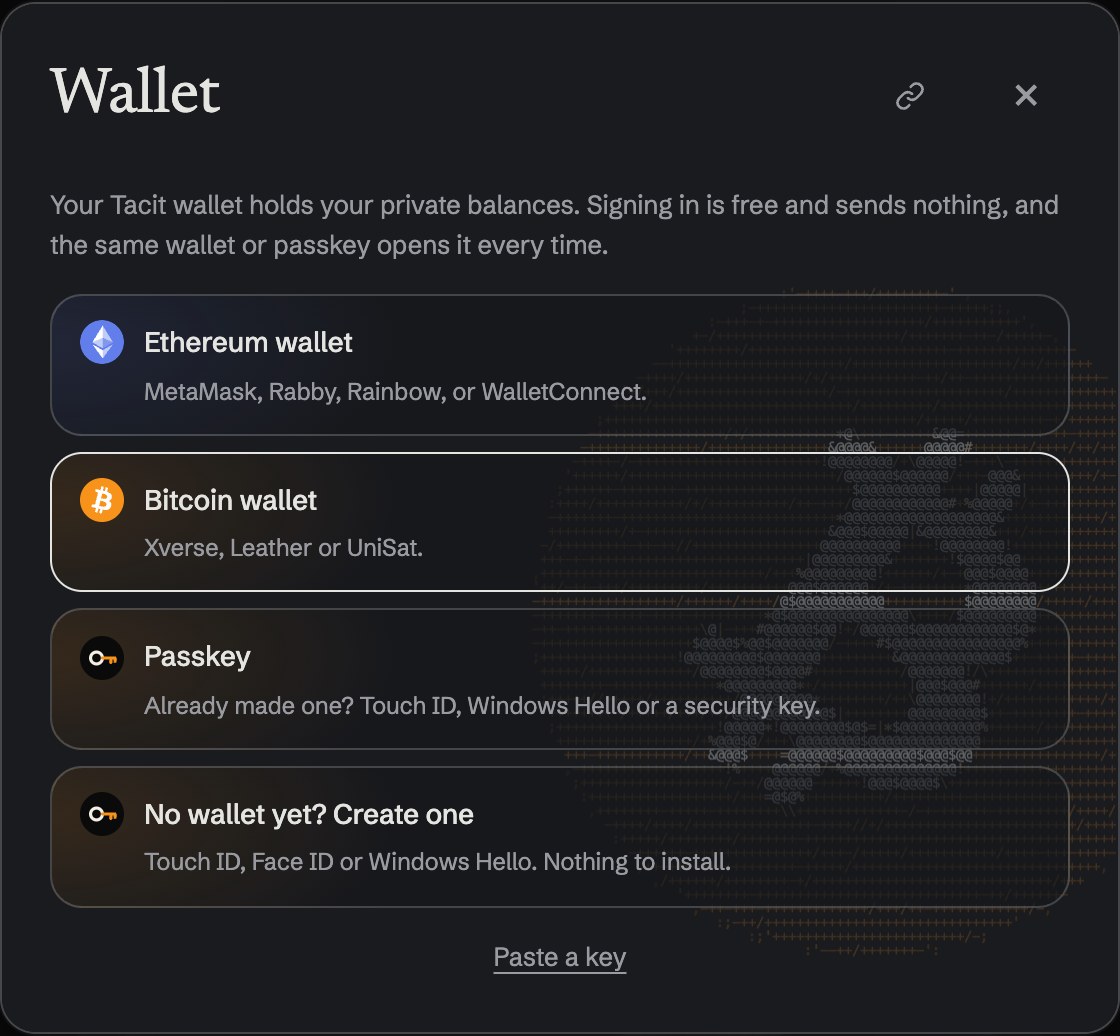 Wallet
Your Tacit wallet holds your private balances. Signing in is free and sends nothing, and
the same wallet or passkey opens it every time.
Ethereum wallet
MetaMask, Rabby, Rainbow, or WalletConnect.
Bitcoin wallet
Xverse, Leather or UniSat.
Passkey
Already made one? Touch ID, Windows Hello or a security key.
No wallet yet? Create one
Touch ID, Face ID or Windows Hello. Nothing to install.
Paste a key